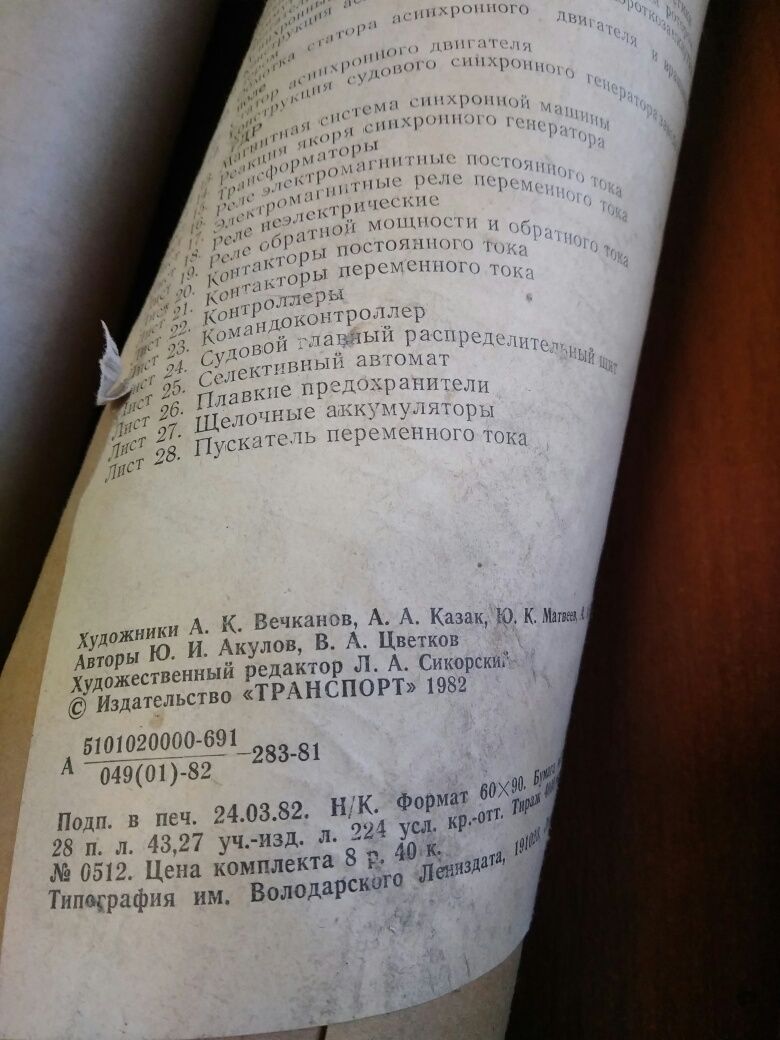 статора асинхронного двигателя и
асинхронного двигателя
судового синхронного генератора
Магнитная система синхронной машины
Реакция якоря синхронного генератора
Трансформаторы
Реле электромагнитные постоянного тока
Электромагнитные реле переменного тока
18. Реле неэлектрические
19. Реле обратной мощности и обратного тока
20. Контакторы постоянного тока
Лист 21. Контакторы переменного тока
Лист 22. Контроллеры
Лист 23. Командоконтроллер
Лист 24. Судовой главный распределительный щит
Лист 25. Селективный автомат
Лист 26. Плавкие предохранители
Лист 27. Щелочные аккумуляторы
Лист 28. Пускатель переменного тока
Художники А. К. Вечканов, А. А. Казак, Ю. К. Матвеев,
Авторы Ю. И. Акулов, В. А. Цветков
Художественный редактор Л. А. Сикорский
© Издательство «ТРАНСПОРТ» 1982
А 5101020000-691
049(01)-82
-283-81
Подп. в печ. 24.03.82. Н/К. Формат 60×90. Бумага
28 п. л. 43,27 уч.-изд. л. 224 усл. кр.-отт. Тираж
№ 0512. Цена комплекта 8 р. 40 к.
Типография им. Володарского Лениздата,